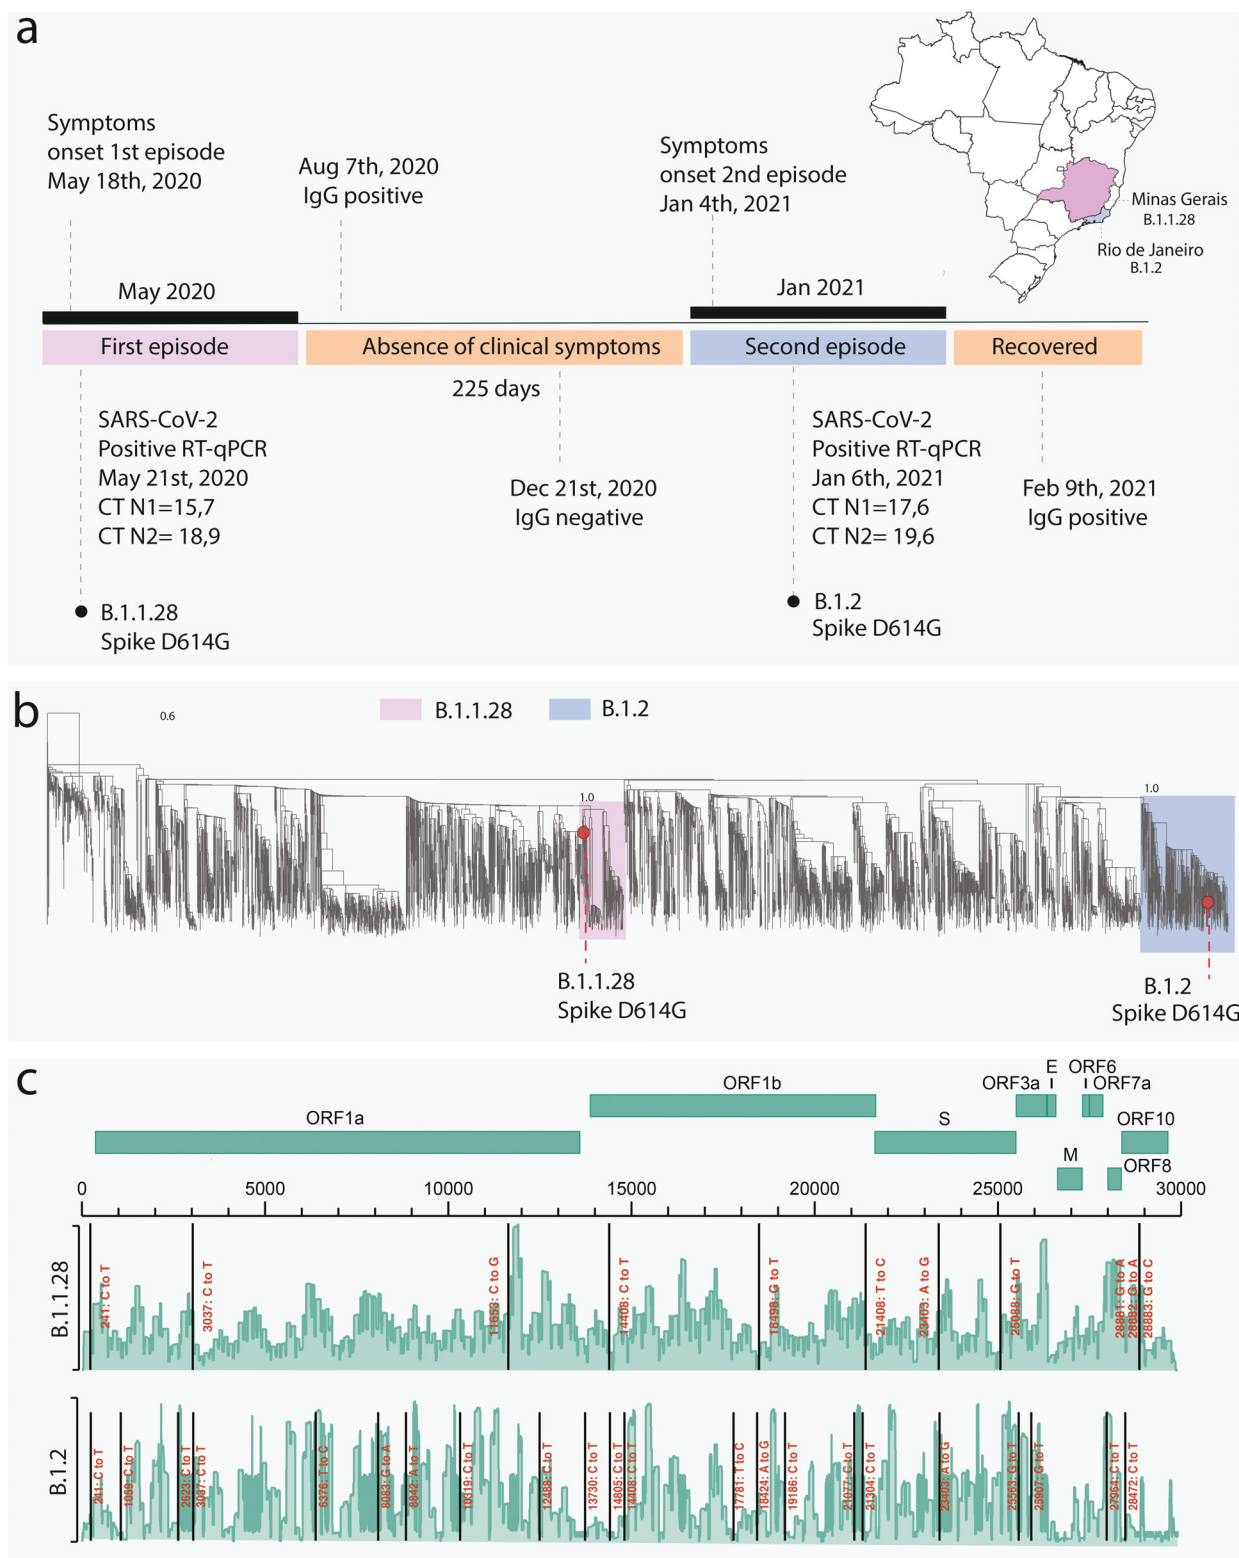 a
Symptoms
onset 1st episode
May 18th, 2020
Aug 7th, 2020
IgG positive
Symptoms
onset 2nd episode
Jan 4th, 2021
Minas Gerais
B.1.1.28
Rio de Janeiro
B.1.2
May 2020
Jan 2021
First episode
Absence of clinical symptoms
Second episode
Recovered
225 days
SARS-CoV-2
Positive RT-qPCR
May 21st, 2020
CT N1=15,7
CT N2= 18,9
Dec 21st, 2020
IgG negative
SARS-CoV-2
Positive RT-qPCR
Jan 6th, 2021
CT N1=17,6
CT N2= 19,6
Feb 9th, 2021
IgG positive
B.1.1.28
Spike D614G
B.1.2
Spike D614G
b
0.6
B.1.1.28
B.1.2
1.0
1.0
B.1.1.28
Spike D614G
B.1.2
Spike D614G
c
ORF1a
ORF1b
S
ORF3a
E
ORF6
ORF7a
M
ORF10
ORF8
0
5000
10000
15000
20000
25000
30000
B.1.1.28
241: C to T
3037: C to T
11653: C to G
14408: C to T
18498: G to T
21408: T to C
23403: A to G
25088: G to T
28881: G to A
28882: G to A
28883: G to C
B.1.2
241: C to T
1059: C to T
2623: C to T
3037: C to T
6376: T to C
8083: G to A
8842: A to T
10319: C to T
12488: C to T
13730: C to T
14805: C to T
14408: C to T
17781: T to C
18424: A to G
19186: C to T
21077: C to T
21304: C to T
23403: A to G
25563: G to T
25907: G to T
27964: C to T
28472: C to T